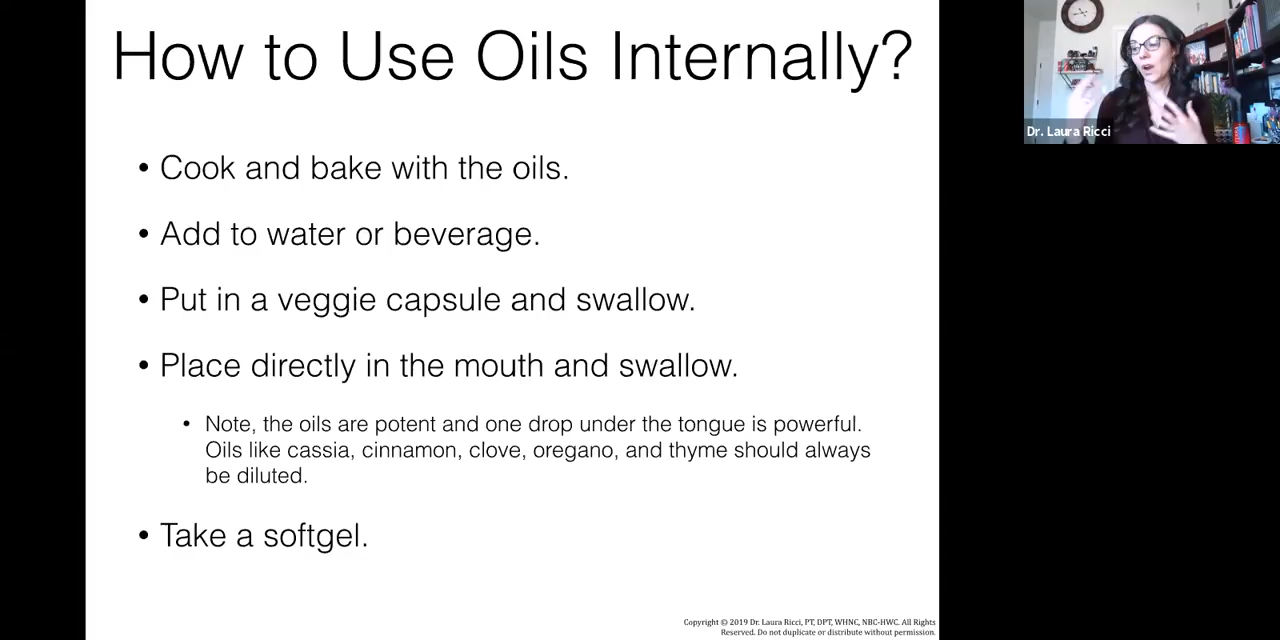 How to Use Oils Internally?
• Cook and bake with the oils.
• Add to water or beverage.
• Put in a veggie capsule and swallow.
• Place directly in the mouth and swallow.
• Note, the oils are potent and one drop under the tongue is powerful.
Oils like cassia, cinnamon, clove, oregano, and thyme should always
be diluted.
• Take a softgel.
Copyright © 2019 Dr. Laura Ricci, PT, DPT, WHNC, NBC-HWC. All Rights
Reserved. Do not duplicate or distribute without permission.
Dr. Laura Ricci